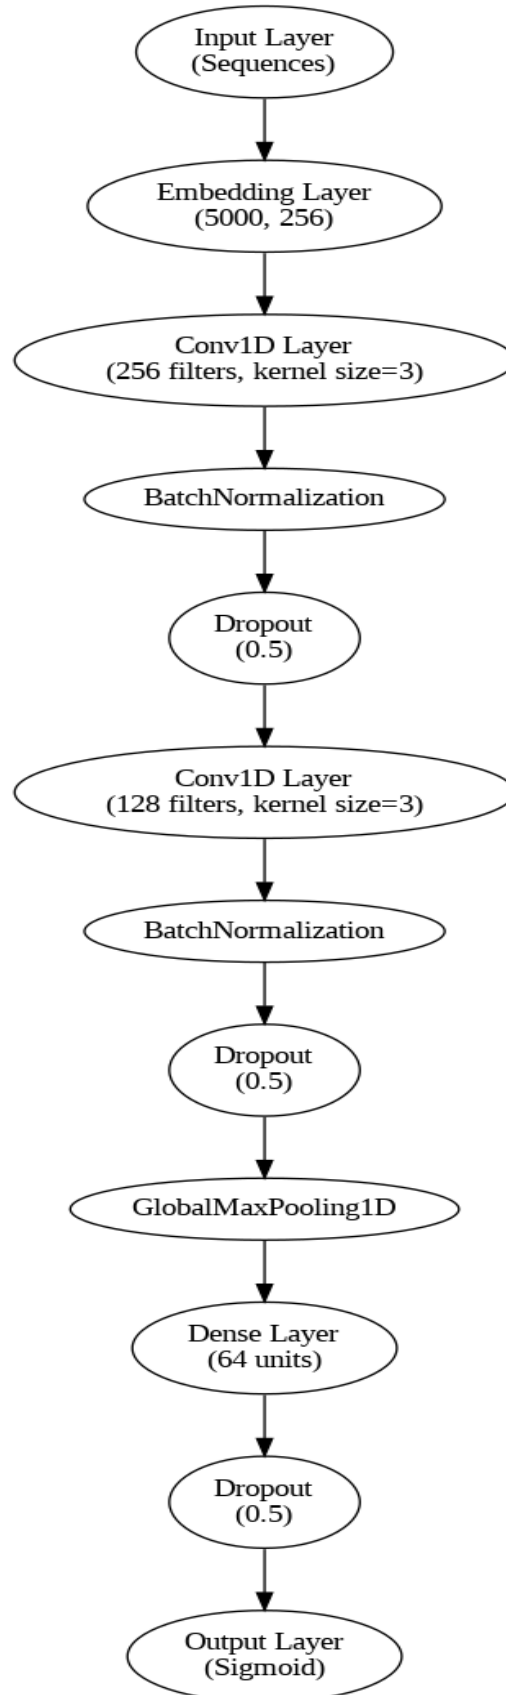 Input Layer
(Sequences)
Embedding Layer
(5000, 256)
Conv1D Layer
(256 filters, kernel size=3)
BatchNormalization
Dropout
(0.5)
Conv1D Layer
(128 filters, kernel size=3)
BatchNormalization
Dropout
(0.5)
GlobalMaxPooling1D
Dense Layer
(64 units)
Dropout
(0.5)
Output Layer
(Sigmoid)